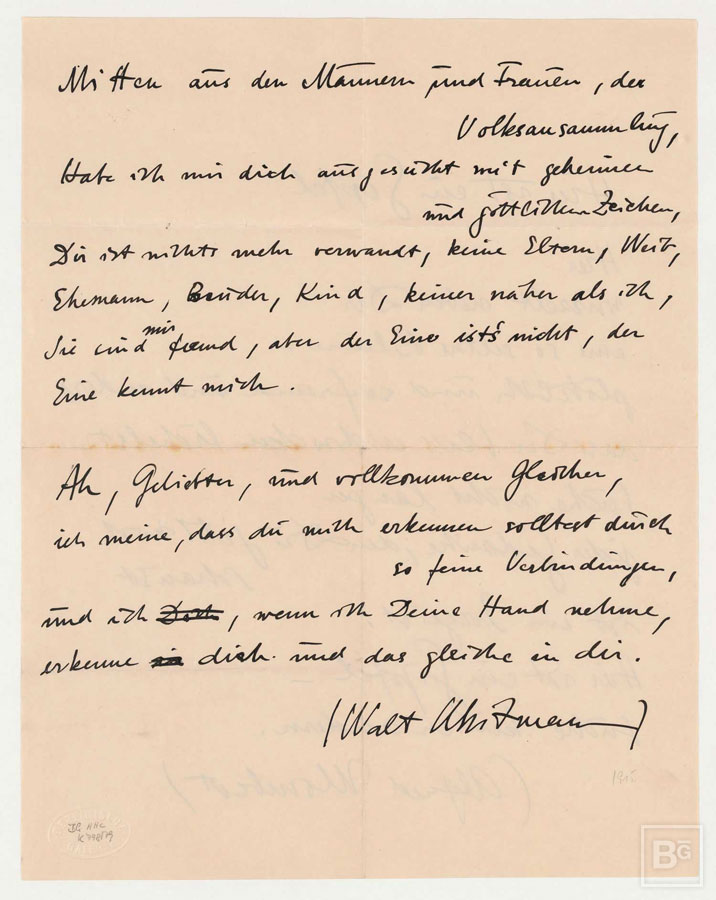 Mitten aus den Männern und Frauen, der
Volksansammlung,
Habe ich mir dich ausgesucht mit geheimen
und göttlichen Zeichen,
Dir ist nichts mehr verwandt, keine Eltern, Weib,
Ehemann, Bruder, Kind, keiner näher als ich,
Sie sind mir fremd, aber der Eine ists nicht, der
Eine kennt mich.
Ah, Geliebter, und vollkommen Gleicher,
ich meine, dass du mich erkennen solltest durch
so feine Verbindungen,
und ich Doch, wenn ich Deine Hand nehme,
erkenne dich und das gleiche in dir.
(Walt Whitman)
1915
BG